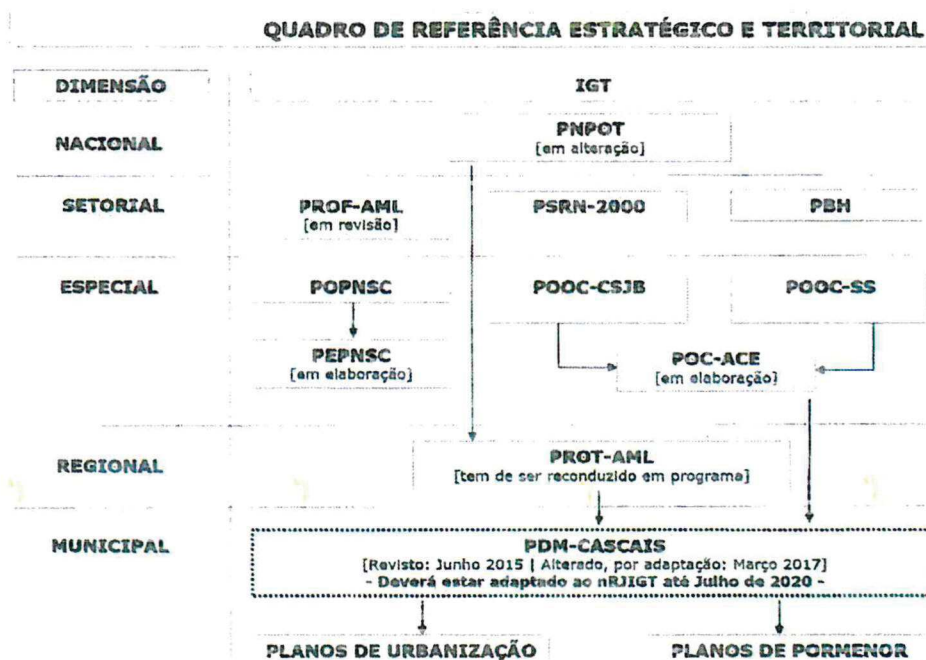 QUADRO DE REFERÊNCIA ESTRATÉGICO E TERRITORIAL
DIMENSÃO
IGT
NACIONAL
PNPOT
[em alteração]
SETORIAL
PROF-AML
[em revisão]
PSRN-2000
PBH
ESPECIAL
POPNSC
POOC-CSJB
POOC-SS
PEPNSC
[em elaboração]
POC-ACE
[em elaboração]
REGIONAL
PROT-AML
[tem de ser reconduzido em programa]
MUNICIPAL
PDM-CASCAIS
[Revisto: Junho 2015 | Alterado, por adaptação: Março 2017]
- Deverá estar adaptado ao nRJIGT até Julho de 2020 -
PLANOS DE URBANIZAÇÃO
PLANOS DE PORMENOR